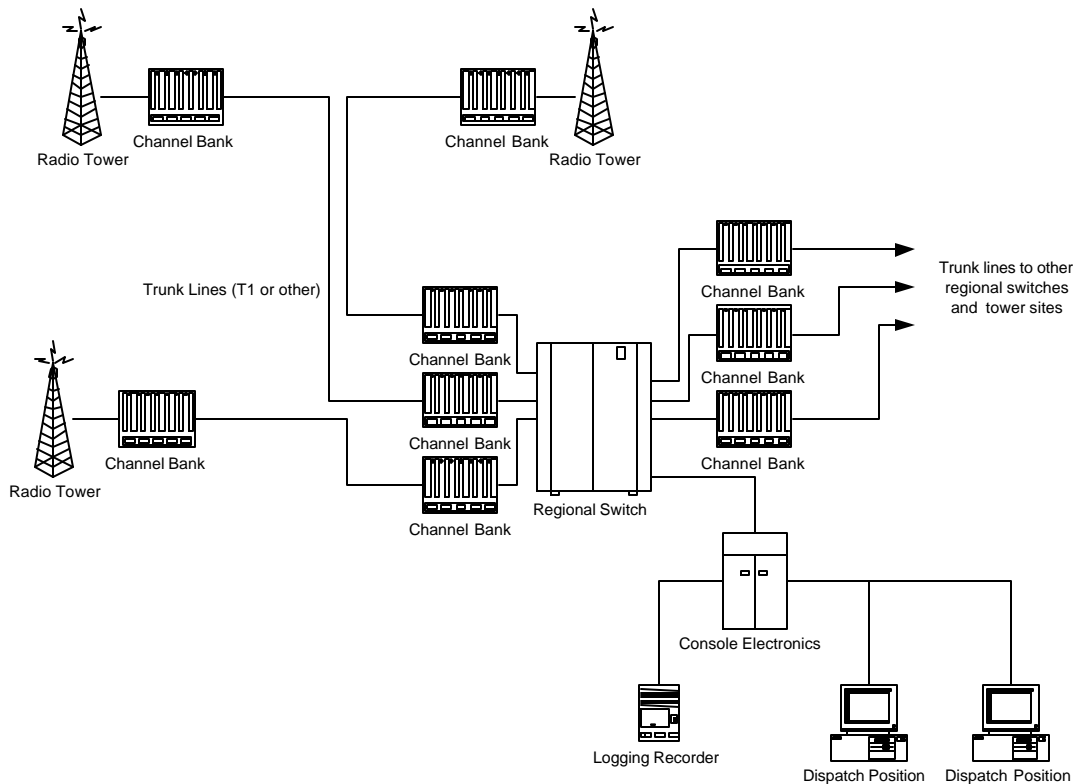 Channel Bank
Channel Bank
Radio Tower
Radio Tower
Trunk Lines (T1 or other)
Channel Bank
Trunk lines to other
regional switches
and tower sites
Channel Bank
Channel Bank
Channel Bank
Channel Bank
Channel Bank
Radio Tower
Regional Switch
Channel Bank
Console Electronics
Logging Recorder
Dispatch Position
Dispatch Position